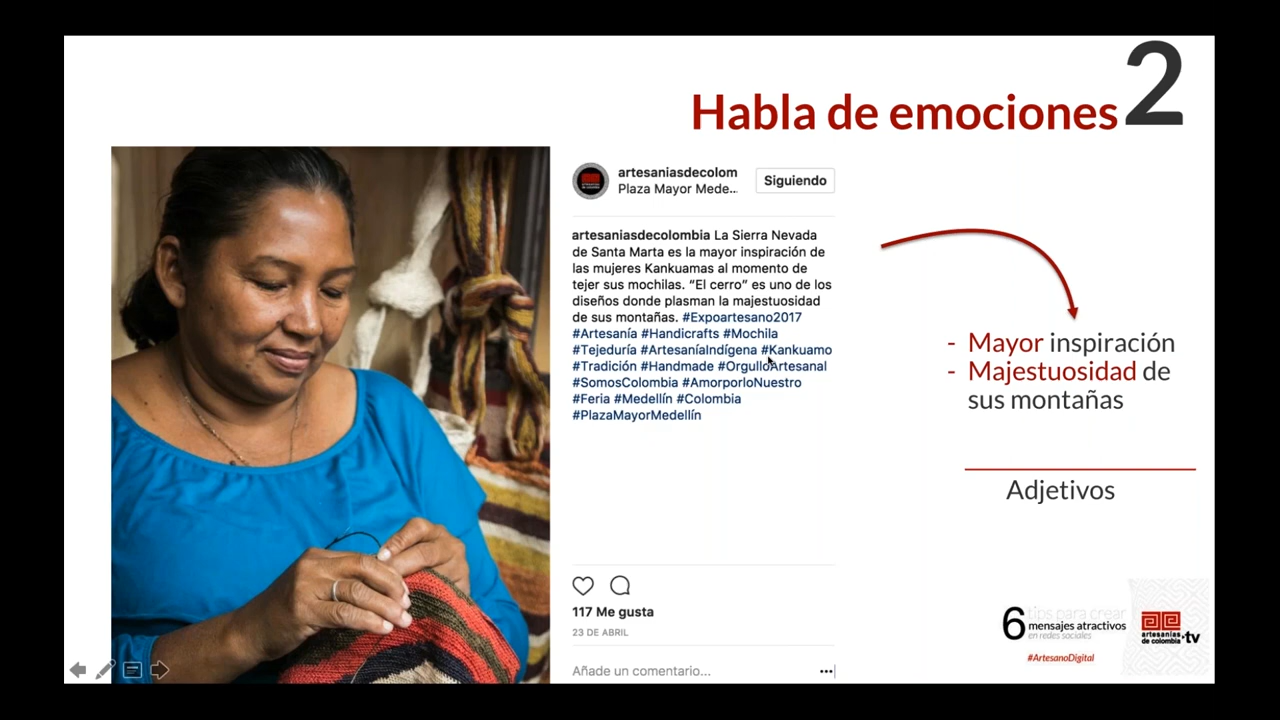 Habla de emociones 2
artesaniasdecolom
Plaza Mayor Mede...
Siguiendo
artesaniasdecolombia La Sierra Nevada
de Santa Marta es la mayor inspiración de
las mujeres Kankuamas al momento de
tejer sus mochilas. “El cerro” es uno de los
diseños donde plasman la majestuosidad
de sus montañas. #Expoartesano2017
#Artesanía #Handicrafts #Mochila
#Tejeduría #ArtesaníaIndígena #Kankuamo
#Tradición #Handmade #OrgulloArtesanal
#SomosColombia #AmorporloNuestro
#Feria #Medellín #Colombia
#PlazaMayorMedellín
117 Me gusta
23 DE ABRIL
Añade un comentario...
- Mayor inspiración
- Majestuosidad de
sus montañas
Adjetivos
6 tips para crear
mensajes atractivos
en redes sociales
#ArtesanoDigital
artesanías
de colombia .tv